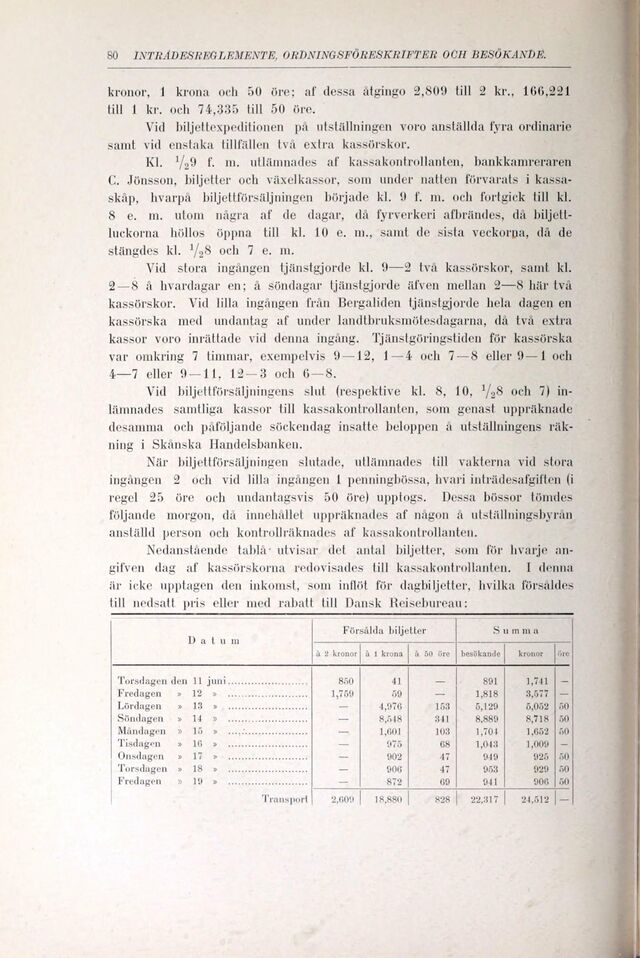 80 INTRÄDESREGLEMENTE, ORDNINGSFÖRESKRIFTER OCH BESÖKANDE.
kronor, 1 krona och 50 öre; af dessa åtgingo 2,809 till 2 kr., 166,221
till 1 kr. och 74,335 till 50 öre.
Vid biljettexpeditionen på utställningen voro anställda fyra ordinarie
samt vid enstaka tillfällen två extra kassörskor.
Kl. 1/29 f. m. utlämnades af kassakontrollanten, bankkamreraren
C. Jönsson, biljetter och växelkassor, som under natten förvarats i kassa-
skåp, hvarpå biljettförsäljningen började kl. 9 f. m. och fortgick till kl.
8 e. m. utom några af de dagar, då fyrverkeri afbrändes, då biljett-
luckorna höllos öppna till kl. 10 e. m., samt de sista veckorna, då de
stängdes kl. 1/28 och 7 e. m.
Vid stora ingången tjänstgjorde kl. 9—2 två kassörskor, samt kl.
2—8 å hvardagar en; å söndagar tjänstgjorde äfven mellan 2—8 här två
kassörskor. Vid lilla ingången från Bergaliden tjänstgjorde hela dagen en
kassörska med undantag af under landtbruksmötesdagarna, då två extra
kassor voro inrättade vid denna ingång. Tjänstgöringstiden för kassörska
var omkring 7 timmar, exempelvis 9—12, 1—4 och 7—8 eller 9—1 och
4—7 eller 9—11, 12—3 och 6—8.
Vid biljettförsäljningens slut (respektive kl. 8, 10, 1/28 och 7) in-
lämnades samtliga kassor till kassakontrollanten, som genast uppräknade
desamma och påföljande söckendag insatte beloppen å utställningens räk-
ning i Skånska Handelsbanken.
När biljettförsäljningen slutade, utlämnades till vakterna vid stora
ingången 2 och vid lilla ingången 1 penningbössa, hvari inträdesafgiften (i
regel 25 öre och undantagsvis 50 öre) upptogs. Dessa bössor tömdes
följande morgon, då innehållet uppräknades af någon å utställningsbyrån
anställd person och kontrollräknades af kassakontrollanten.
Nedanstående tablå utvisar det antal biljetter, som för hvarje an-
gifven dag af kassörskorna redovisades till kassakontrollanten. I denna
är icke upptagen den inkomst, som inflöt för dagbiljetter, hvilka försåldes
till nedsatt pris eller med rabatt till Dansk Reisebureau:
Datum Försålda biljetter Summa
à 2 kronor à 1 krona à 50 öre besökande kronor öre
Torsdagen den 11 juni 850 41 — 891 1,741 —
Fredagen » 12 » 1,759 59 — 1,818 3,577 —
Lördagen » 13 » — 4,976 153 5,129 5,052 50
Söndagen » 14 » — 8,548 341 8,889 8,718 50
Måndagen » 15 » — 1,601 103 1,704 1,652 50
Tisdagen » 16 » — 975 68 1,043 1,009 —
Onsdagen » 17 » — 902 47 949 925 50
Torsdagen » 18 » — 906 47 953 929 50
Fredagen » 19 » — 872 69 941 906 50
Transport 2,609 18,880 828 22,317 24,512 —